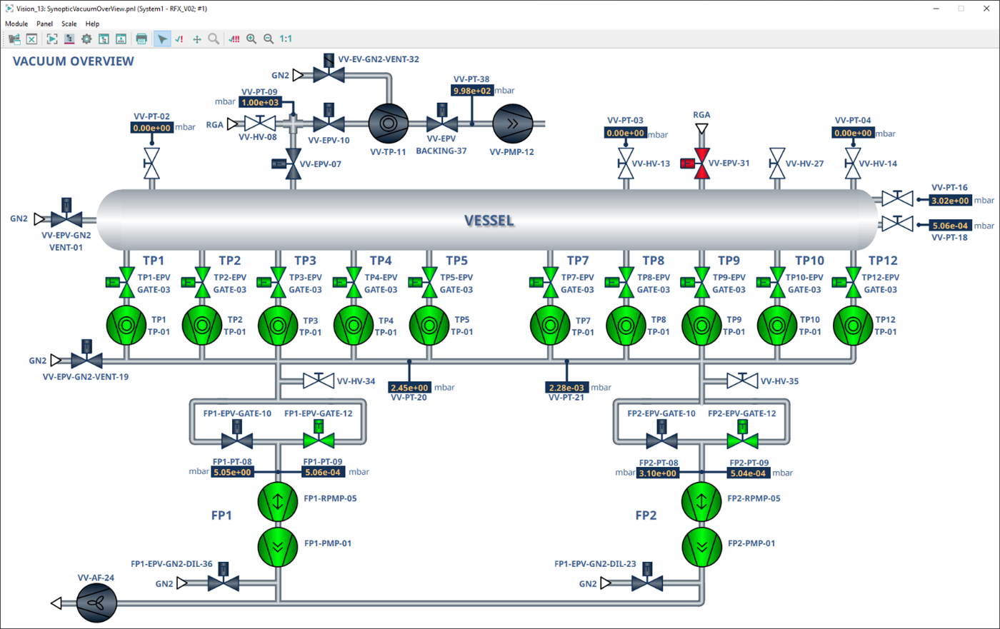 Vision_13: SynopticVacuumOverView.pnl (System1 - RFX_V02; #1)
Module Panel Scale Help
1:1
VACUUM OVERVIEW
GN2
VV-EV-GN2-VENT-32
VV-PT-38
9.98e+02 mbar
VV-PT-09
mbar 1.00e+03
VV-PT-02
0.00e+00 mbar
RGA
VV-HV-08
VV-EPV-10
VV-TP-11
VV-EPV
BACKING-37
VV-PMP-12
VV-EPV-07
VV-PT-03
0.00e+00 mbar
VV-HV-13
RGA
VV-EPV-31
VV-HV-27
VV-PT-04
0.00e+00 mbar
VV-HV-14
VV-PT-16
3.02e+00 mbar
5.06e-04 mbar
VV-PT-18
GN2
VV-EPV-GN2
VENT-01
VESSEL
TP1 TP2 TP3 TP4 TP5 TP7 TP8 TP9 TP10 TP12
TP1-EPV TP2-EPV TP3-EPV TP4-EPV TP5-EPV TP7-EPV TP8-EPV TP9-EPV TP10-EPV TP12-EPV
GATE-03 GATE-03 GATE-03 GATE-03 GATE-03 GATE-03 GATE-03 GATE-03 GATE-03 GATE-03
TP1 TP2 TP3 TP4 TP5 TP7 TP8 TP9 TP10 TP12
TP-01 TP-01 TP-01 TP-01 TP-01 TP-01 TP-01 TP-01 TP-01 TP-01
GN2
VV-EPV-GN2-VENT-19
VV-HV-34
2.45e+00 mbar
VV-PT-20
2.28e-03 mbar
VV-PT-21
VV-HV-35
FP1-EPV-GATE-10 FP1-EPV-GATE-12
FP2-EPV-GATE-10 FP2-EPV-GATE-12
FP1-PT-08 FP1-PT-09
mbar 5.05e+00 5.06e-04 mbar
FP2-PT-08 FP2-PT-09
mbar 3.10e+00 5.04e-04 mbar
FP1-RPMP-05
FP2-RPMP-05
FP1
FP2
FP1-PMP-01
FP2-PMP-01
FP1-EPV-GN2-DIL-36
GN2
FP1-EPV-GN2-DIL-23
GN2
VV-AF-24